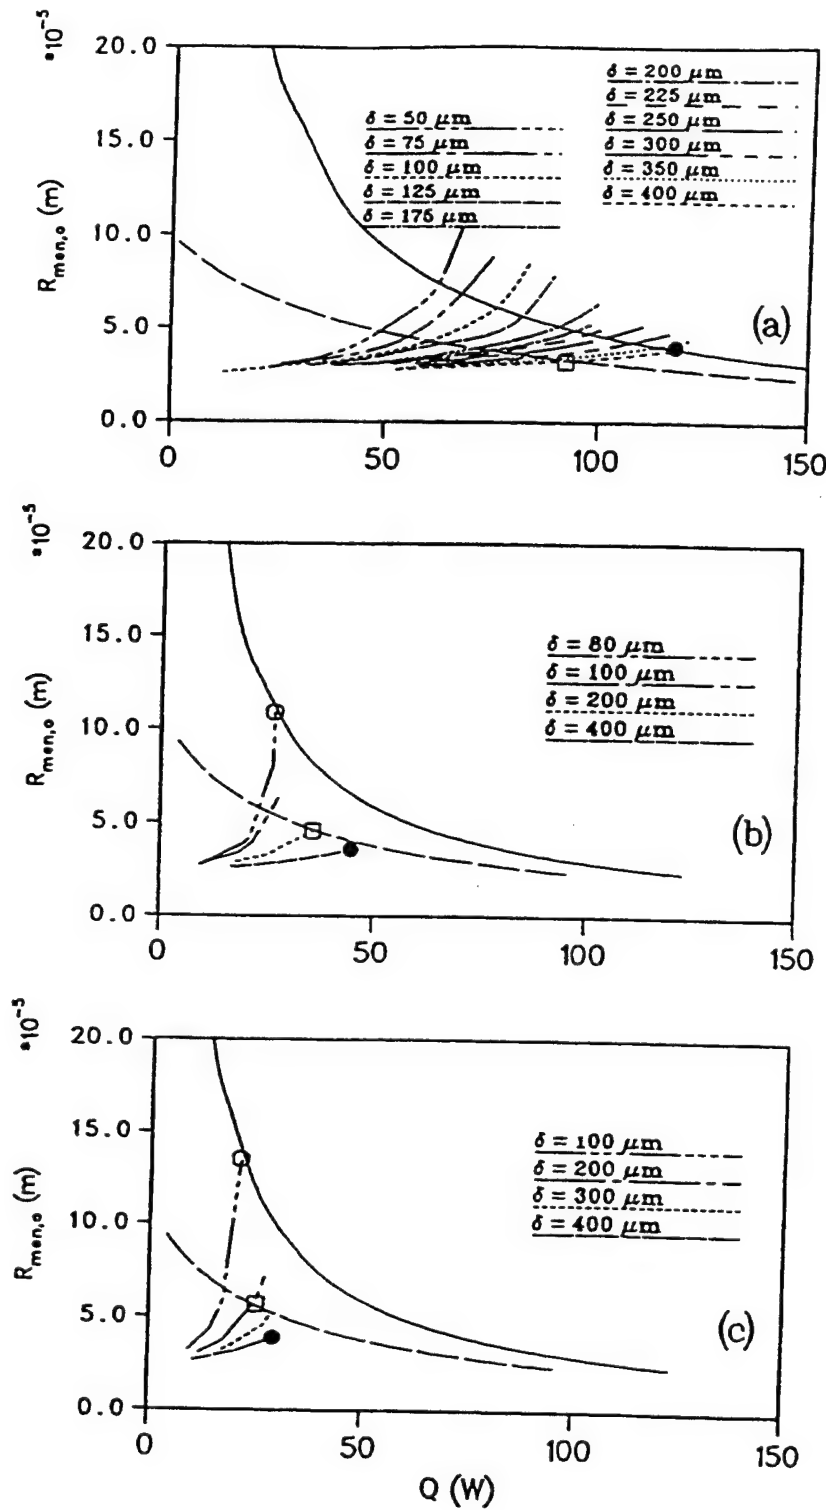 *10⁻⁵
20.0
15.0
10.0
5.0
0.0
R_men,o (m)
δ = 50 μm
δ = 75 μm
δ = 100 μm
δ = 125 μm
δ = 175 μm
δ = 200 μm
δ = 225 μm
δ = 250 μm
δ = 300 μm
δ = 350 μm
δ = 400 μm
(a)
0 50 100 150
*10⁻⁵
20.0
15.0
10.0
5.0
0.0
R_men,o (m)
δ = 80 μm
δ = 100 μm
δ = 200 μm
δ = 400 μm
(b)
0 50 100 150
*10⁻⁵
20.0
15.0
10.0
5.0
0.0
R_men,o (m)
δ = 100 μm
δ = 200 μm
δ = 300 μm
δ = 400 μm
(c)
0 50 100 150
Q (W)